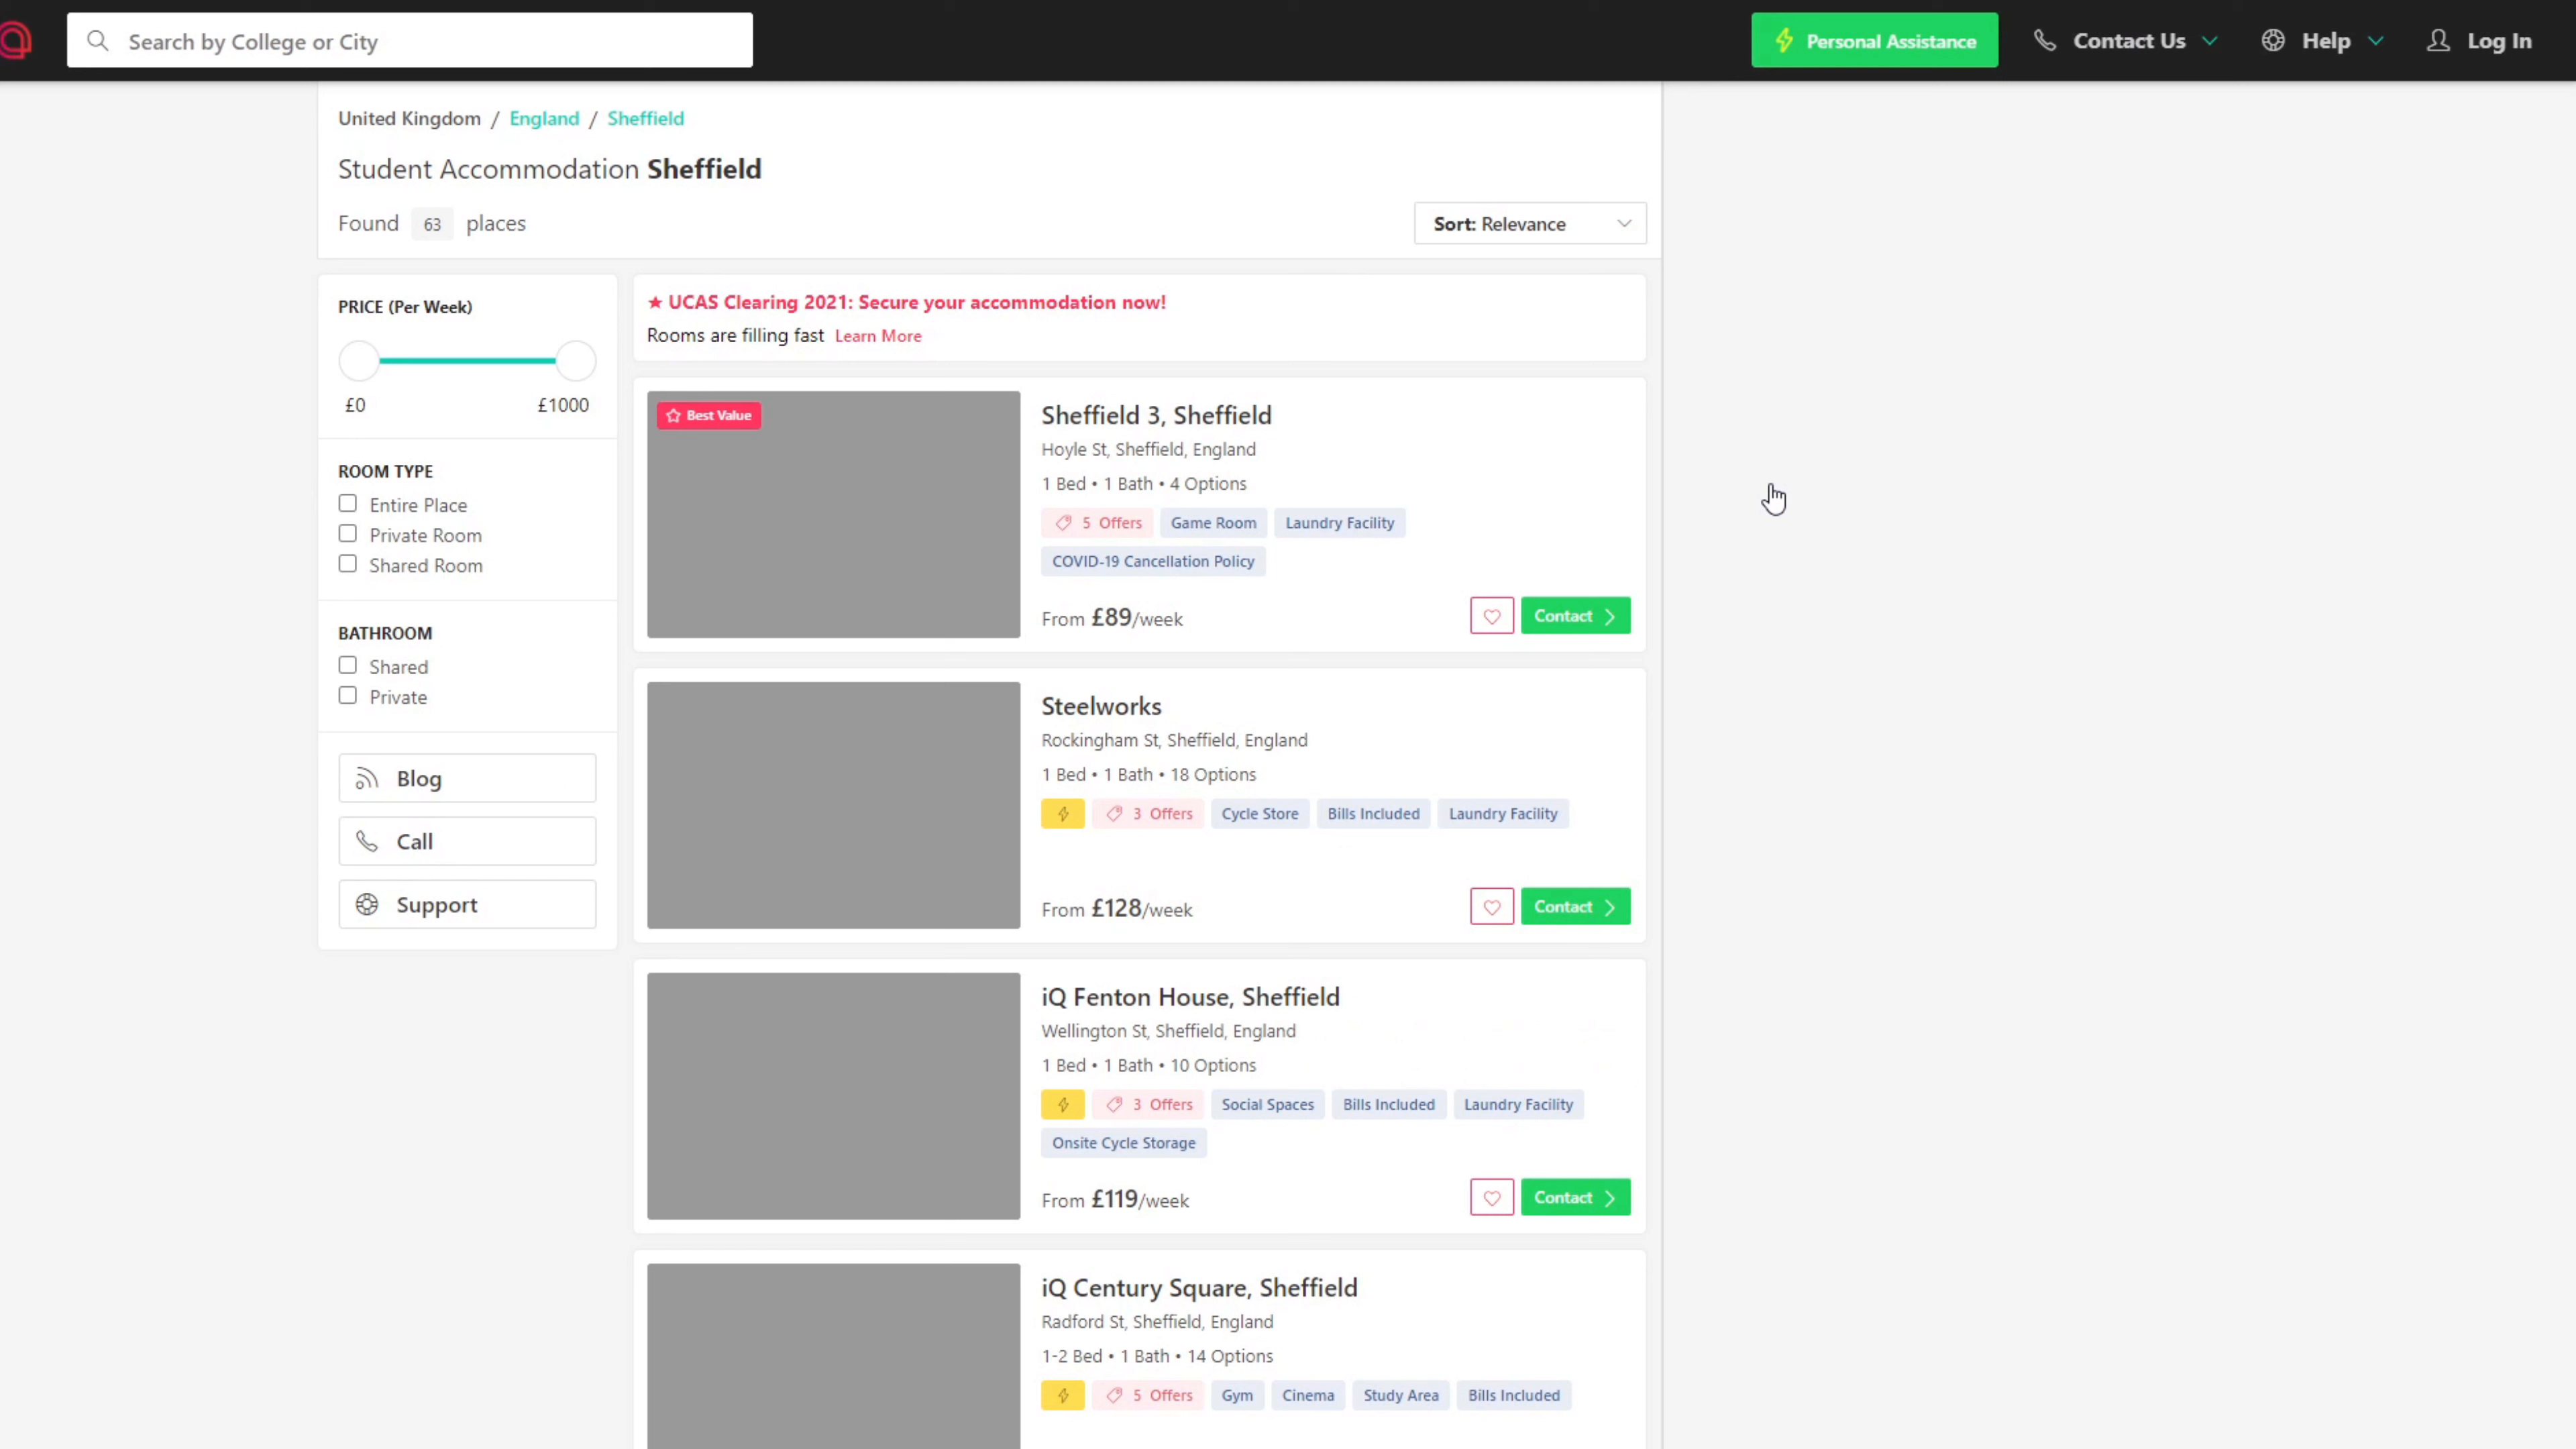 Search by College or City
Personal Assistance
Contact Us
Help
Log In
United Kingdom / England / Sheffield
Student Accommodation Sheffield
Found 63 places
Sort: Relevance
PRICE (Per Week)
£0 £1000
ROOM TYPE
Entire Place
Private Room
Shared Room
BATHROOM
Shared
Private
Blog
Call
Support
★ UCAS Clearing 2021: Secure your accommodation now!
Rooms are filling fast Learn More
Best Value
Sheffield 3, Sheffield
Hoyle St, Sheffield, England
1 Bed • 1 Bath • 4 Options
5 Offers Game Room Laundry Facility
COVID-19 Cancellation Policy
From £89/week
Contact
Steelworks
Rockingham St, Sheffield, England
1 Bed • 1 Bath • 18 Options
3 Offers Cycle Store Bills Included Laundry Facility
From £128/week
Contact
iQ Fenton House, Sheffield
Wellington St, Sheffield, England
1 Bed • 1 Bath • 10 Options
3 Offers Social Spaces Bills Included Laundry Facility
Onsite Cycle Storage
From £119/week
Contact
iQ Century Square, Sheffield
Radford St, Sheffield, England
1-2 Bed • 1 Bath • 14 Options
5 Offers Gym Cinema Study Area Bills Included